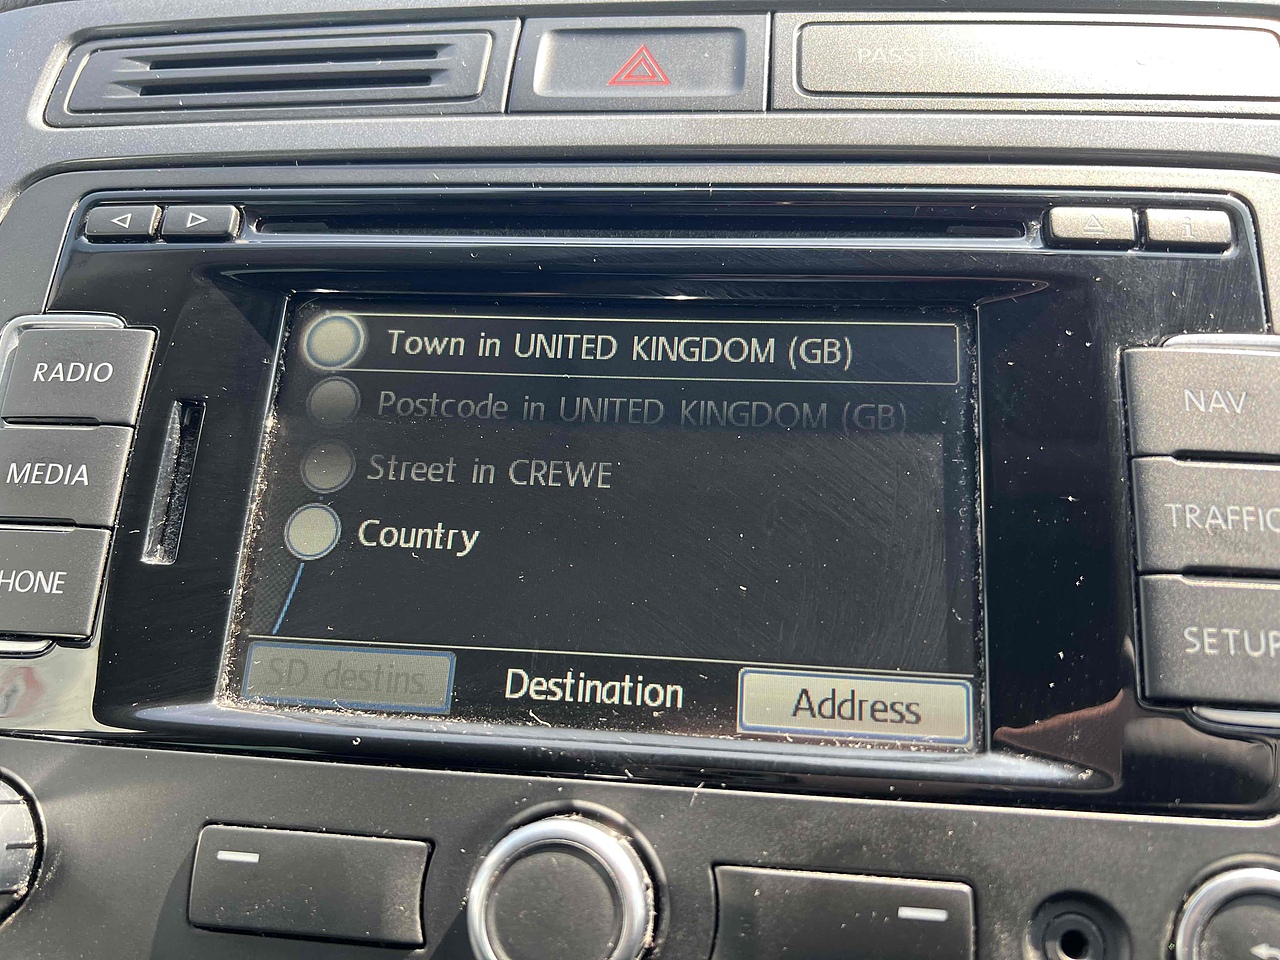 PASSENGER
RADIO
MEDIA
HONE
NAV
TRAFFIC
SETUP
Town in UNITED KINGDOM (GB)
Postcode in UNITED KINGDOM (GB)
Street in CREWE
Country
SD destins
Destination
Address
i